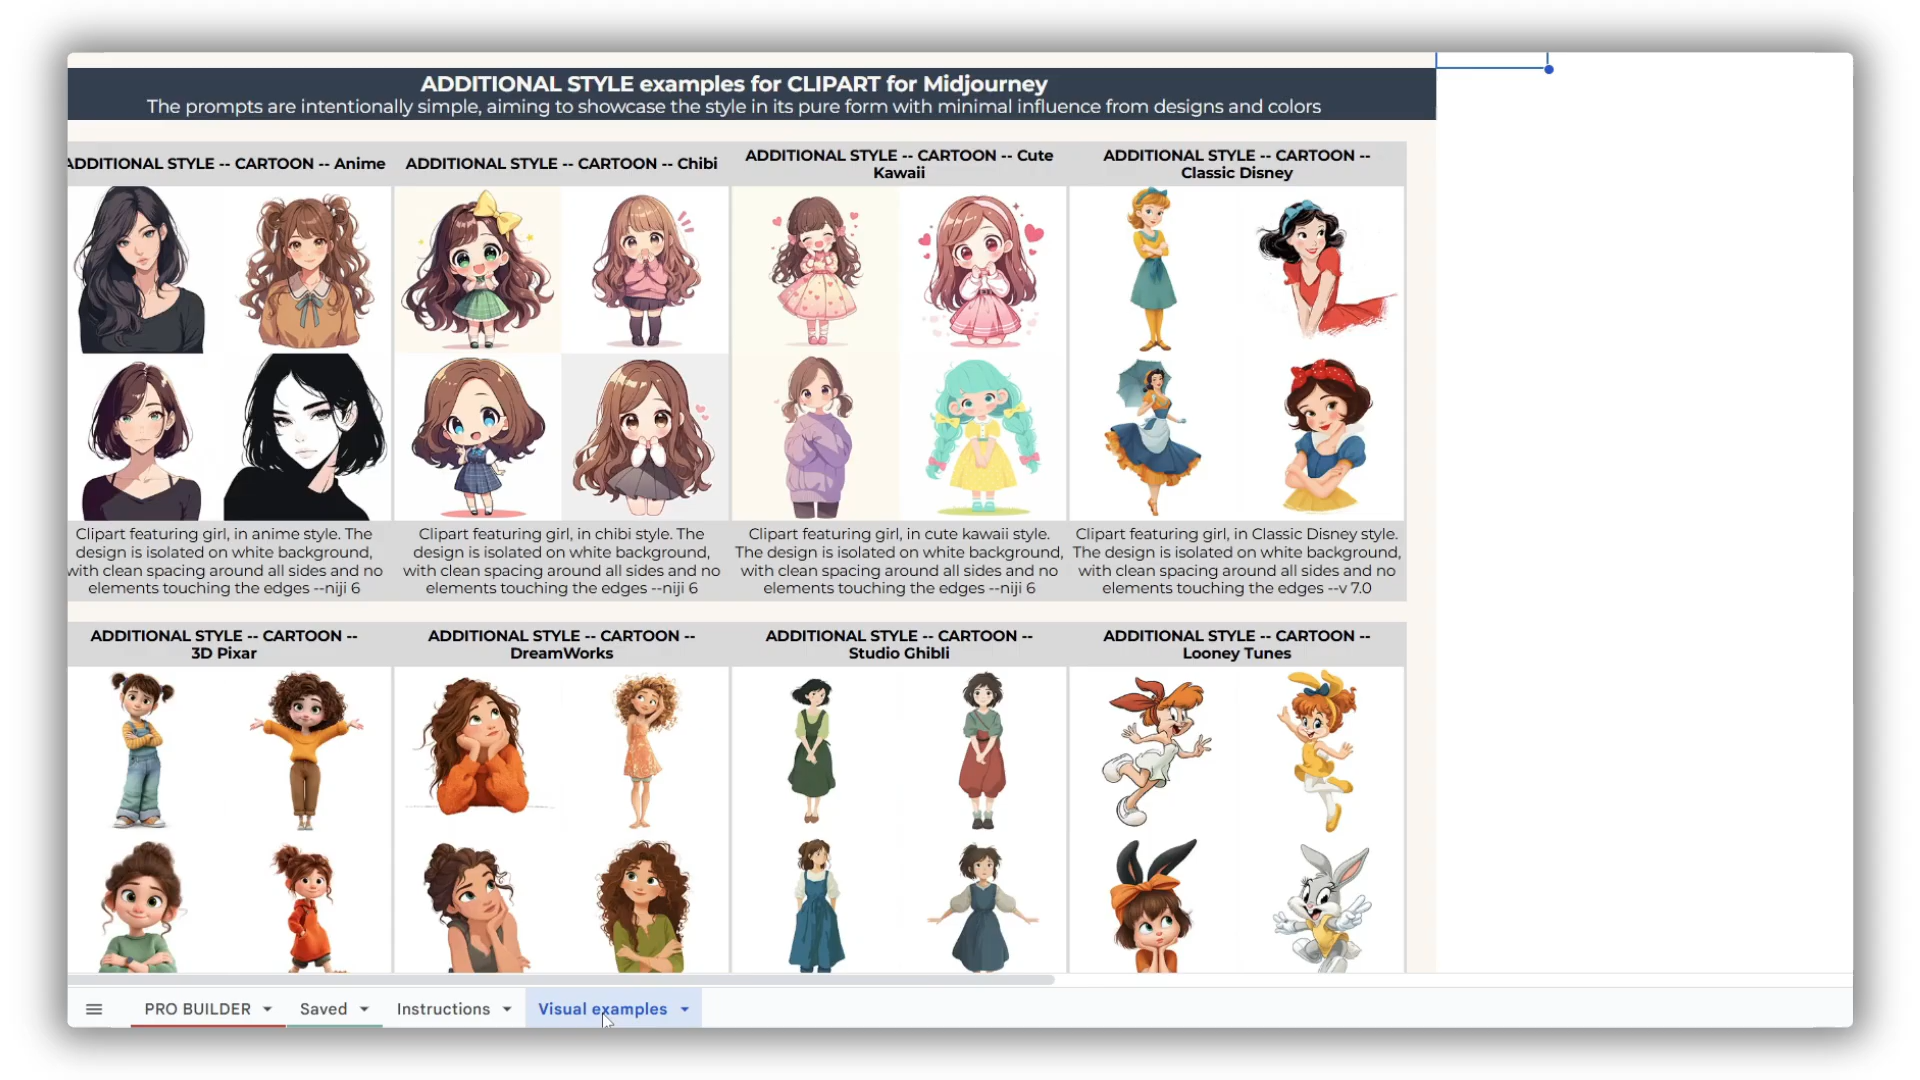 ADDITIONAL STYLE examples for CLIPART for Midjourney
The prompts are intentionally simple, aiming to showcase the style in its pure form with minimal influence from designs and colors
ADDITIONAL STYLE -- CARTOON -- Anime
ADDITIONAL STYLE -- CARTOON -- Chibi
ADDITIONAL STYLE -- CARTOON -- Cute
Kawaii
ADDITIONAL STYLE -- CARTOON --
Classic Disney
Clipart featuring girl, in anime style. The
design is isolated on white background,
with clean spacing around all sides and no
elements touching the edges --niji 6
Clipart featuring girl, in chibi style. The
design is isolated on white background,
with clean spacing around all sides and no
elements touching the edges --niji 6
Clipart featuring girl, in cute kawaii style.
The design is isolated on white background,
with clean spacing around all sides and no
elements touching the edges --niji 6
Clipart featuring girl, in Classic Disney style.
The design is isolated on white background,
with clean spacing around all sides and no
elements touching the edges --v 7.0
ADDITIONAL STYLE -- CARTOON --
3D Pixar
ADDITIONAL STYLE -- CARTOON --
DreamWorks
ADDITIONAL STYLE -- CARTOON --
Studio Ghibli
ADDITIONAL STYLE -- CARTOON --
Looney Tunes
PRO BUILDER
Saved
Instructions
Visual examples